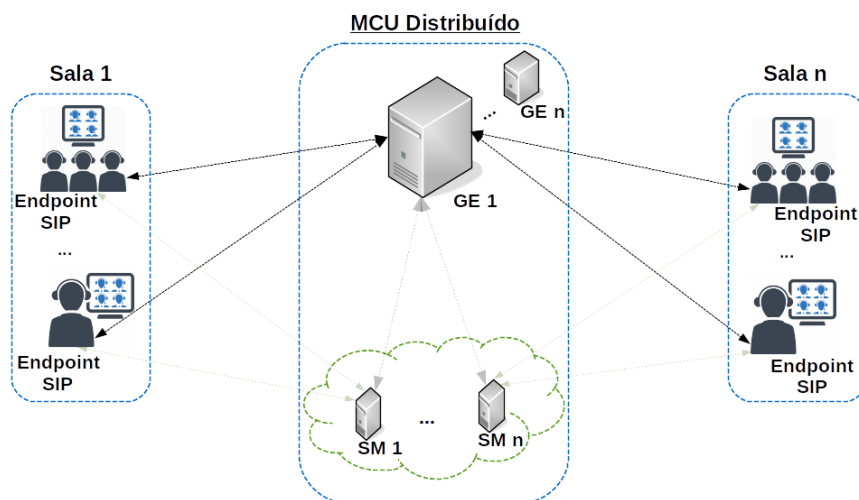 MCU Distribuído
Sala 1
Sala n
... GE n
GE 1
Endpoint
SIP
...
Endpoint
SIP
Endpoint
SIP
...
Endpoint
SIP
SM 1
...
SM n